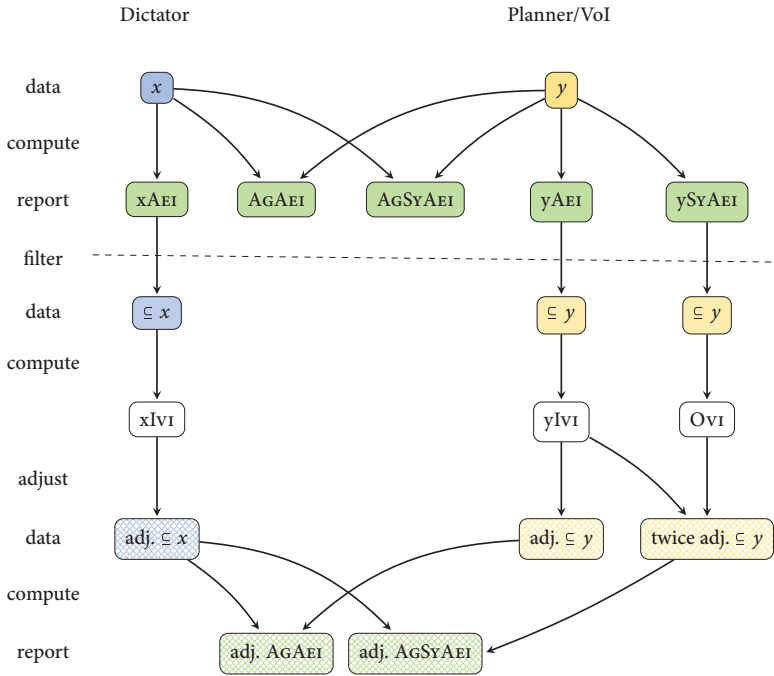 Dictator Planner/VoI
data x y
compute
report xAEI AGAEI AGSYAEI yAEI ySYAEI
filter
data ⊆ x ⊆ y ⊆ y
compute
xIVI yIVI OVI
adjust
data adj. ⊆ x adj. ⊆ y twice adj. ⊆ y
compute
report adj. AGAEI adj. AGSYAEI